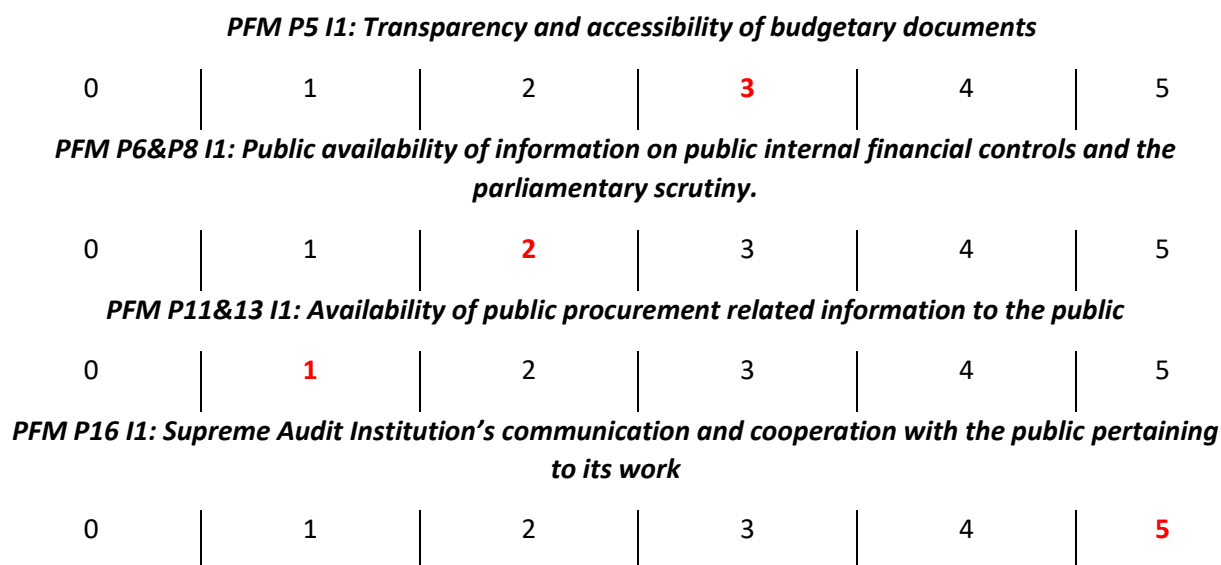 PFM P5 I1: Transparency and accessibility of budgetary documents
0 1 2 3 4 5
PFM P6&P8 I1: Public availability of information on public internal financial controls and the
parliamentary scrutiny.
0 1 2 3 4 5
PFM P11&13 I1: Availability of public procurement related information to the public
0 1 2 3 4 5
PFM P16 I1: Supreme Audit Institution’s communication and cooperation with the public pertaining
to its work
0 1 2 3 4 5